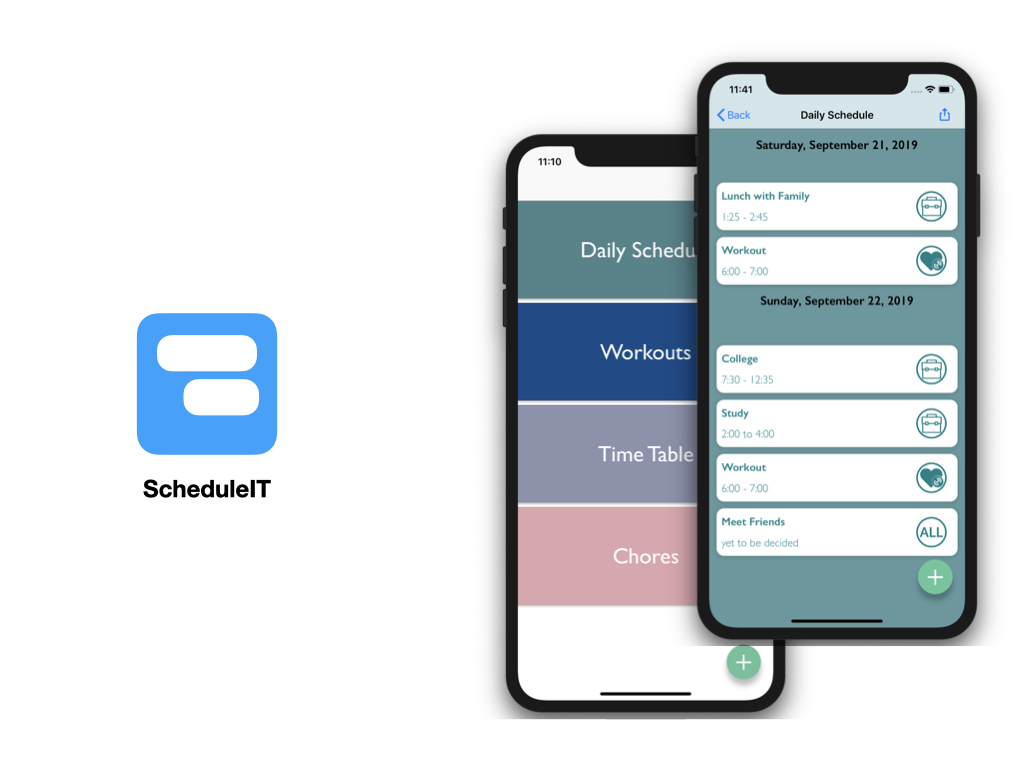 ScheduleIT
11:10
Daily Schedu
Workouts
Time Table
Chores
11:41
Back
Daily Schedule
Saturday, September 21, 2019
Lunch with Family
1:25 - 2:45
Workout
6:00 - 7:00
Sunday, September 22, 2019
College
7:30 - 12:35
Study
2:00 to 4:00
Workout
6:00 - 7:00
Meet Friends
yet to be decided
ALL